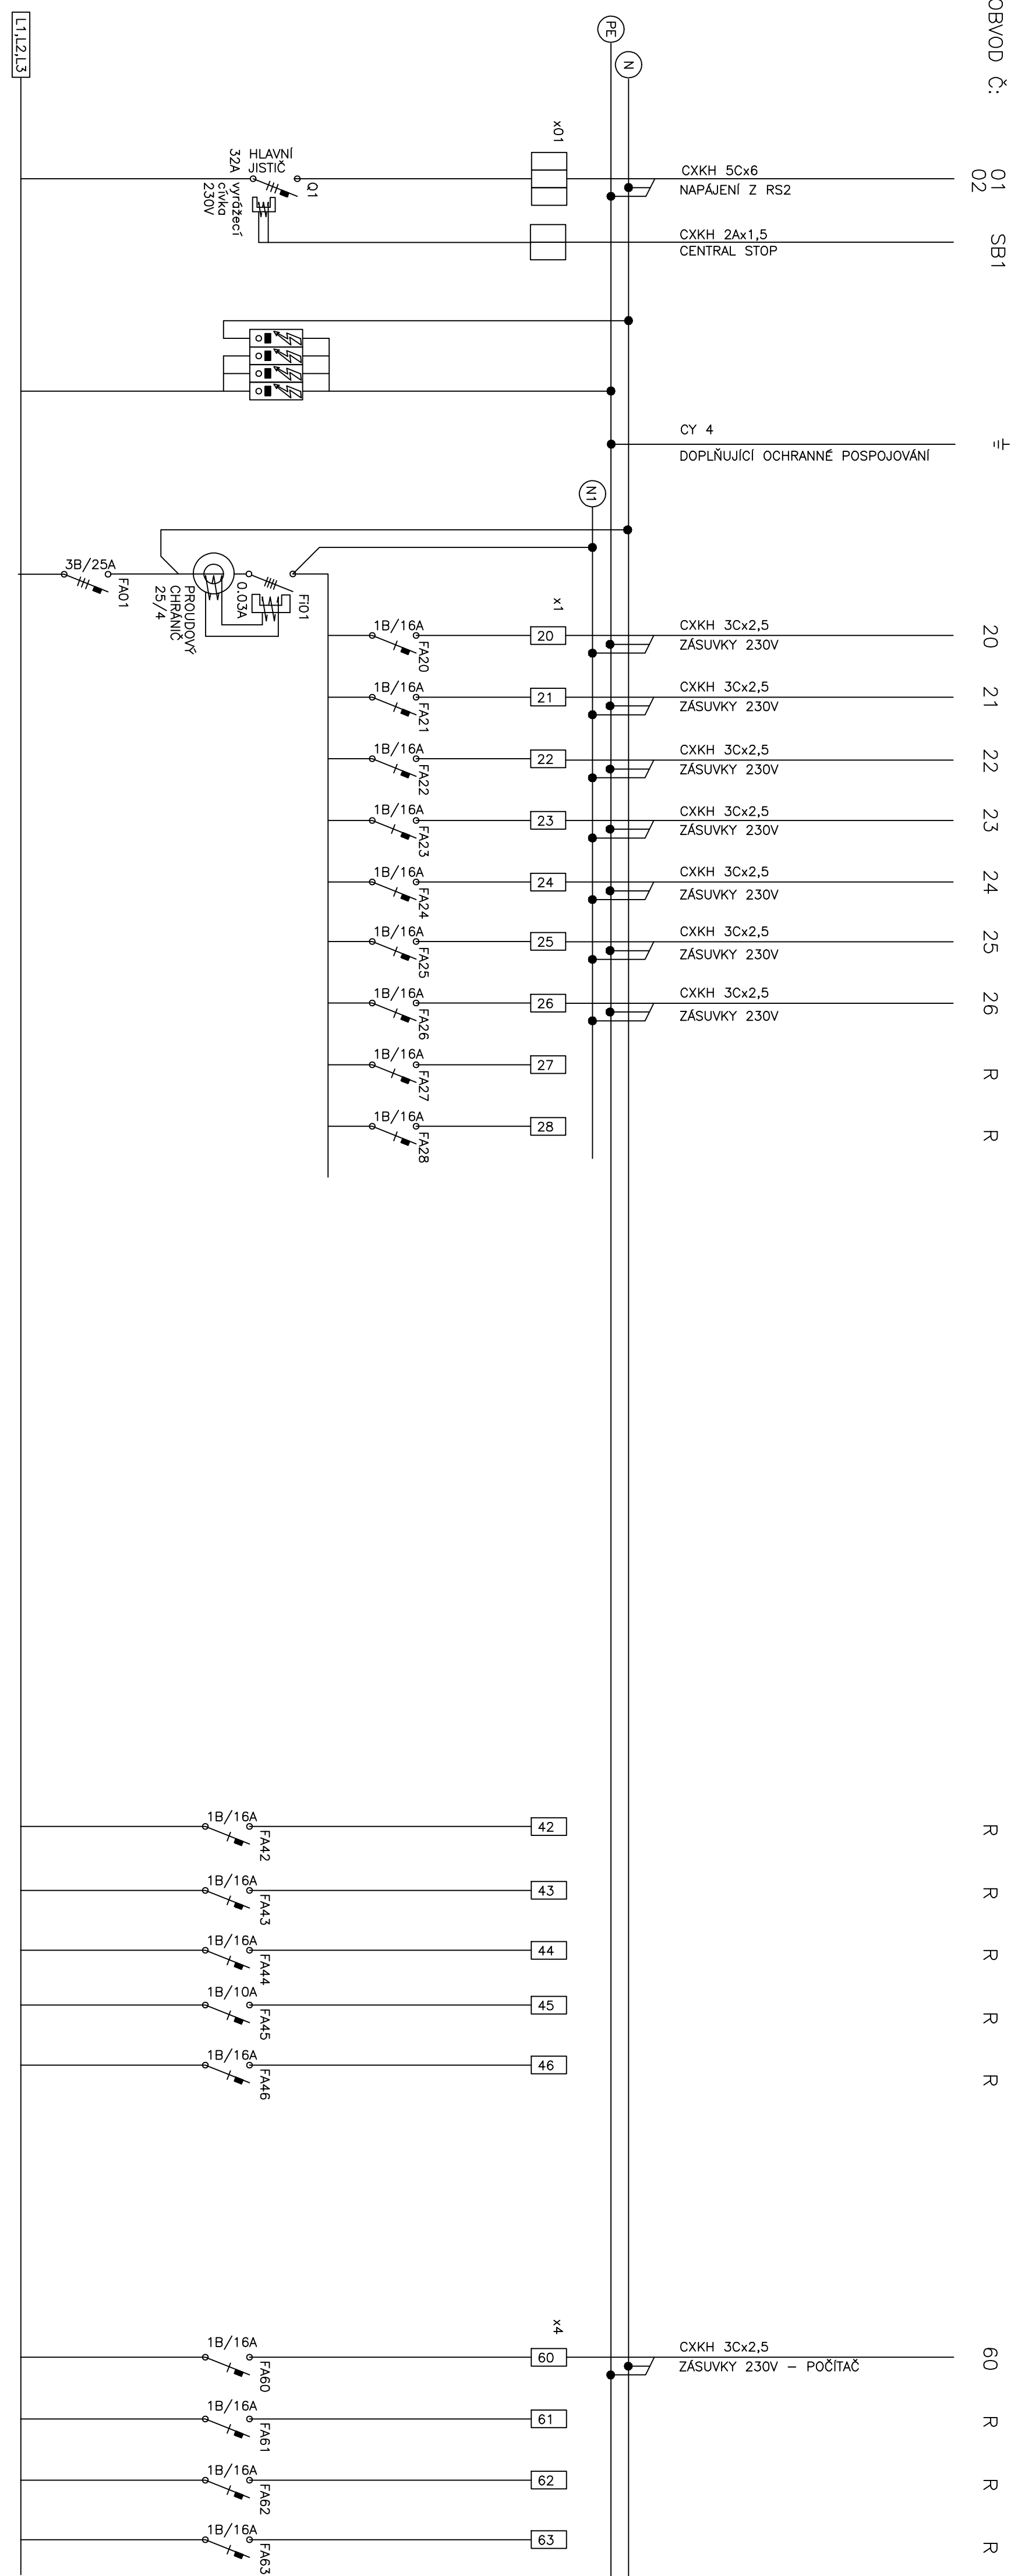 OBVOD Č:
L1,L2,L3
PE
N
01
02
x01
CXKH 5Cx6
NAPÁJENÍ Z RS2
HLAVNÍ
JISTIČ
32A
Q1
vyrážecí
cívka
230V
SB1
CXKH 2Ax1,5
CENTRAL STOP
CY 4
DOPLŇUJÍCÍ OCHRANNÉ POSPOJOVÁNÍ
N1
3B/25A
FA01
PROUDOVÝ
CHRÁNIČ
25/4
0.03A
Fi01
x1
1B/16A
FA20
20
CXKH 3Cx2,5
ZÁSUVKY 230V
20
1B/16A
FA21
21
CXKH 3Cx2,5
ZÁSUVKY 230V
21
1B/16A
FA22
22
CXKH 3Cx2,5
ZÁSUVKY 230V
22
1B/16A
FA23
23
CXKH 3Cx2,5
ZÁSUVKY 230V
23
1B/16A
FA24
24
CXKH 3Cx2,5
ZÁSUVKY 230V
24
1B/16A
FA25
25
CXKH 3Cx2,5
ZÁSUVKY 230V
25
1B/16A
FA26
26
CXKH 3Cx2,5
ZÁSUVKY 230V
26
1B/16A
FA27
27
R
1B/16A
FA28
28
R
1B/16A
FA42
42
R
1B/16A
FA43
43
R
1B/16A
FA44
44
R
1B/10A
FA45
45
R
1B/16A
FA46
46
R
x4
1B/16A
FA60
60
CXKH 3Cx2,5
ZÁSUVKY 230V – POČÍTAČ
60
1B/16A
FA61
61
R
1B/16A
FA62
62
R
1B/16A
FA63
63
R